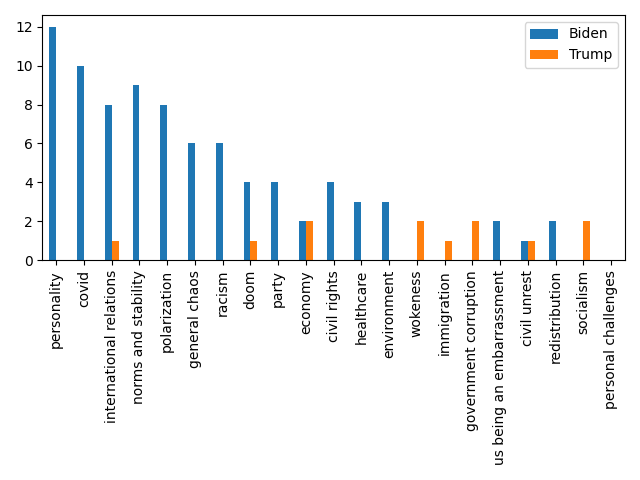 Biden
Trump
12
10
8
6
4
2
0
personality
covid
international relations
norms and stability
polarization
general chaos
racism
doom
party
economy
civil rights
healthcare
environment
wokeness
immigration
government corruption
us being an embarrassment
civil unrest
redistribution
socialism
personal challenges